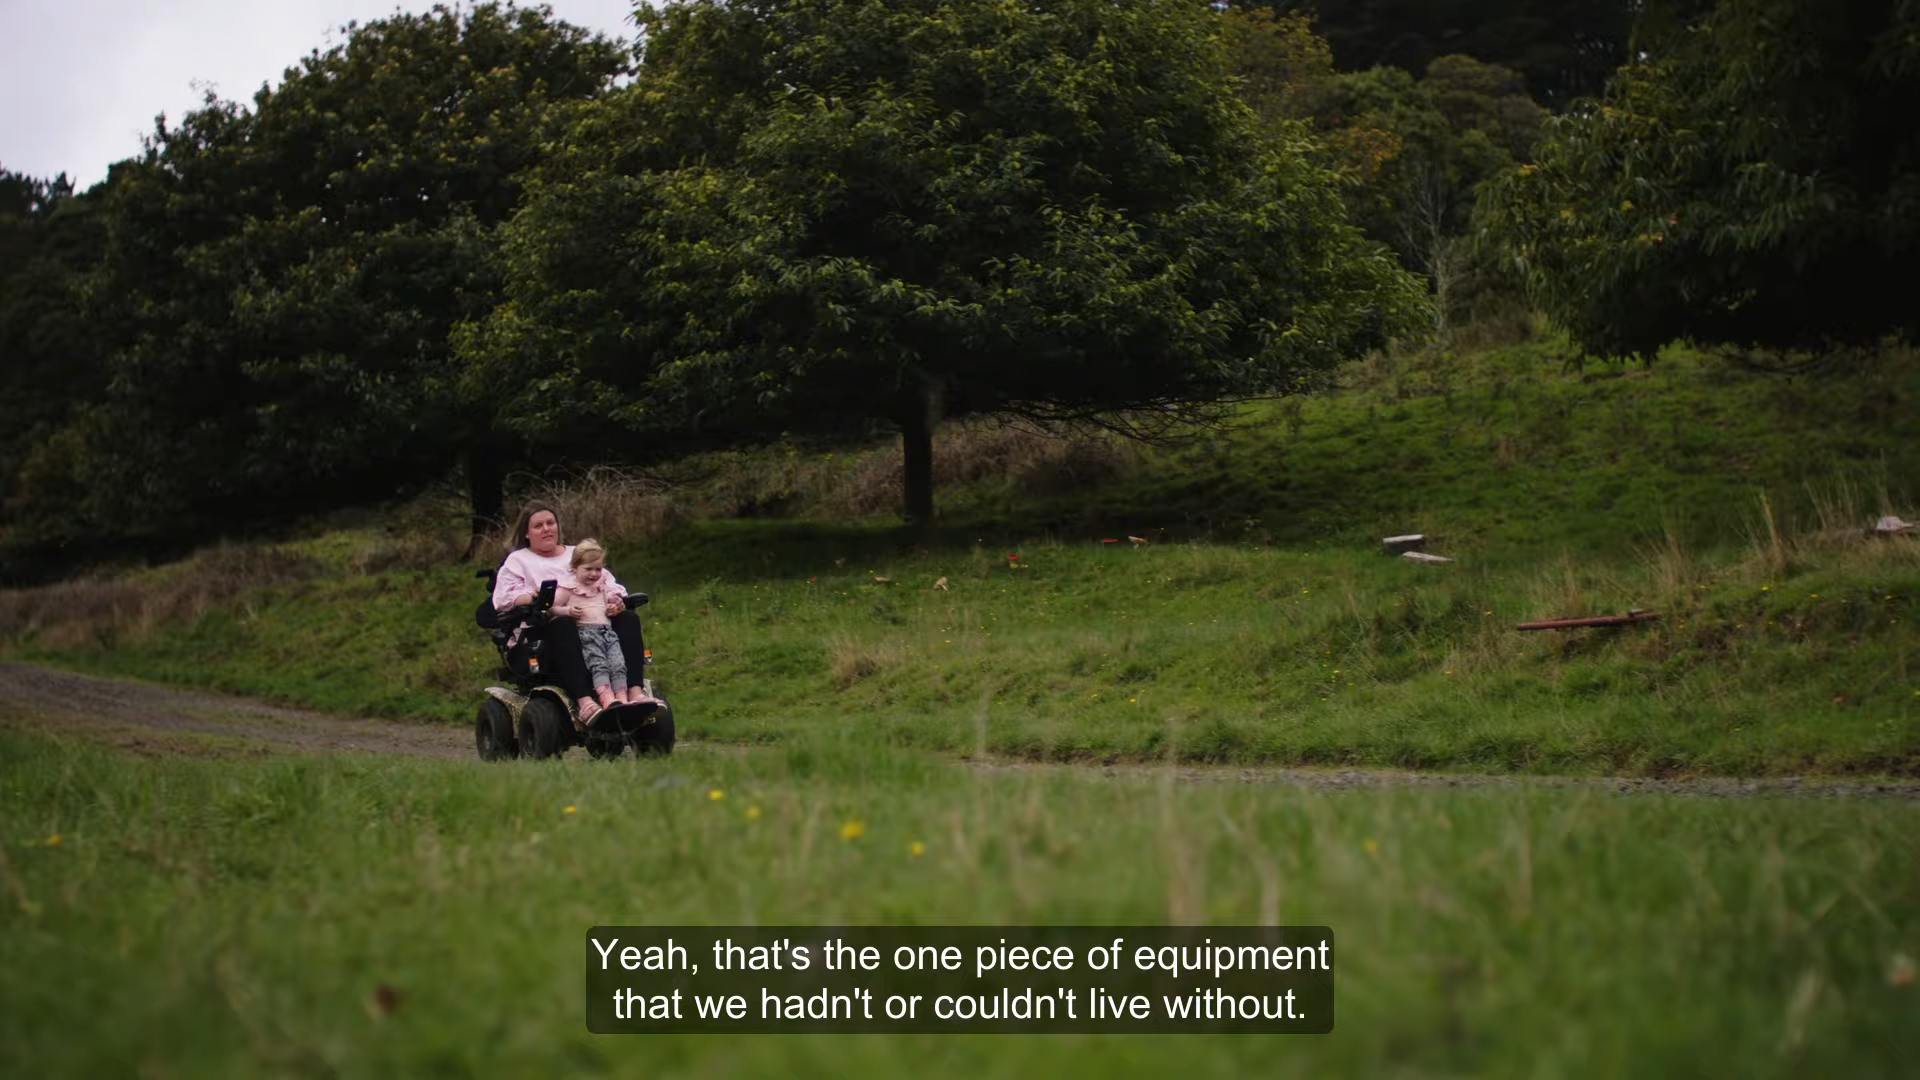 Yeah, that's the one piece of equipment
that we hadn't or couldn't live without.